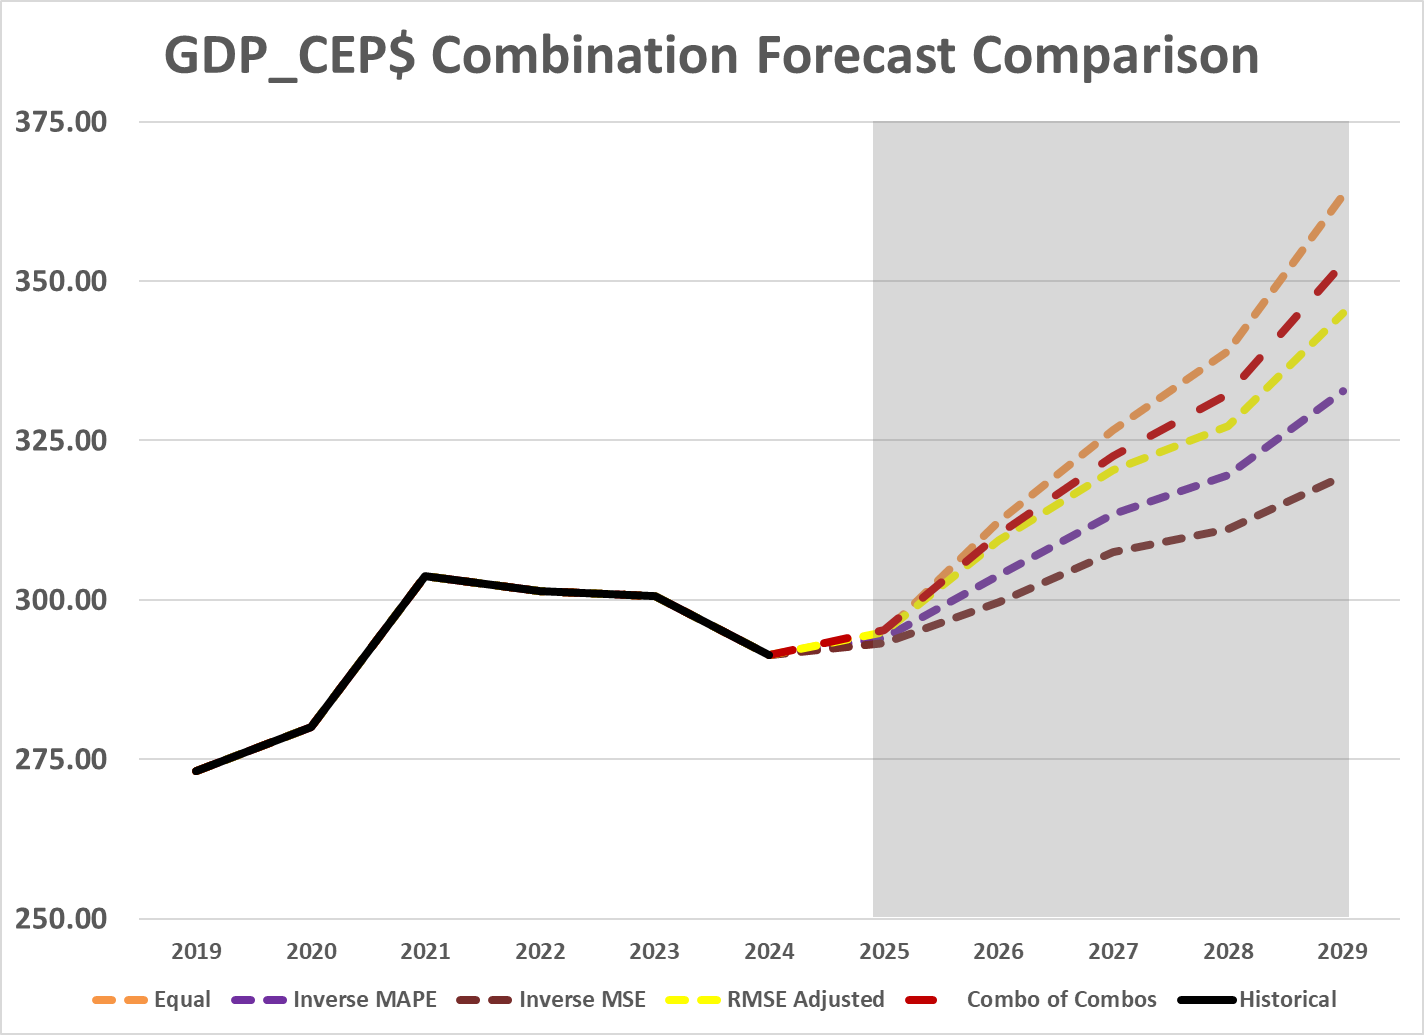 GDP_CEP$ Combination Forecast Comparison
375.00
350.00
325.00
300.00
275.00
250.00
2019 2020 2021 2022 2023 2024 2025 2026 2027 2028 2029
Equal Inverse MAPE Inverse MSE RMSE Adjusted Combo of Combos Historical